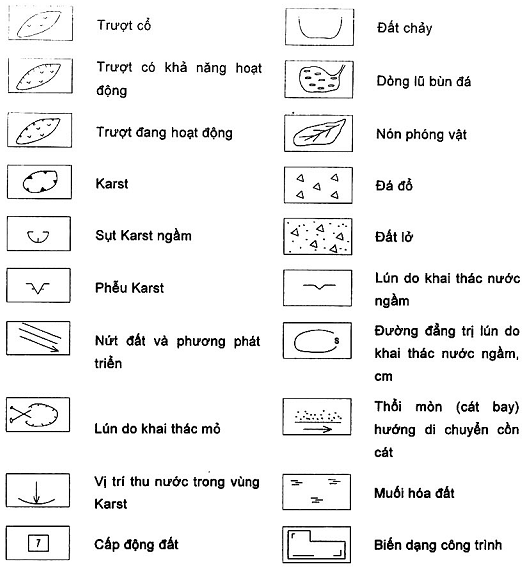 Trượt cổ
Trượt có khả năng hoạt
động
Trượt đang hoạt động
Karst
Sụt Karst ngầm
Phễu Karst
Nứt đất và phương phát
triển
Lún do khai thác mỏ
Vị trí thu nước trong vùng
Karst
7
Cấp động đất
Đất chảy
Dòng lũ bùn đá
Nón phóng vật
Đá đổ
Đất lở
Lún do khai thác nước
ngầm
S
Đường đẳng trị lún do
khai thác nước ngầm,
cm
Thổi mòn (cát bay)
hướng di chuyển cồn
cát
Muối hóa đất
Biến dạng công trình